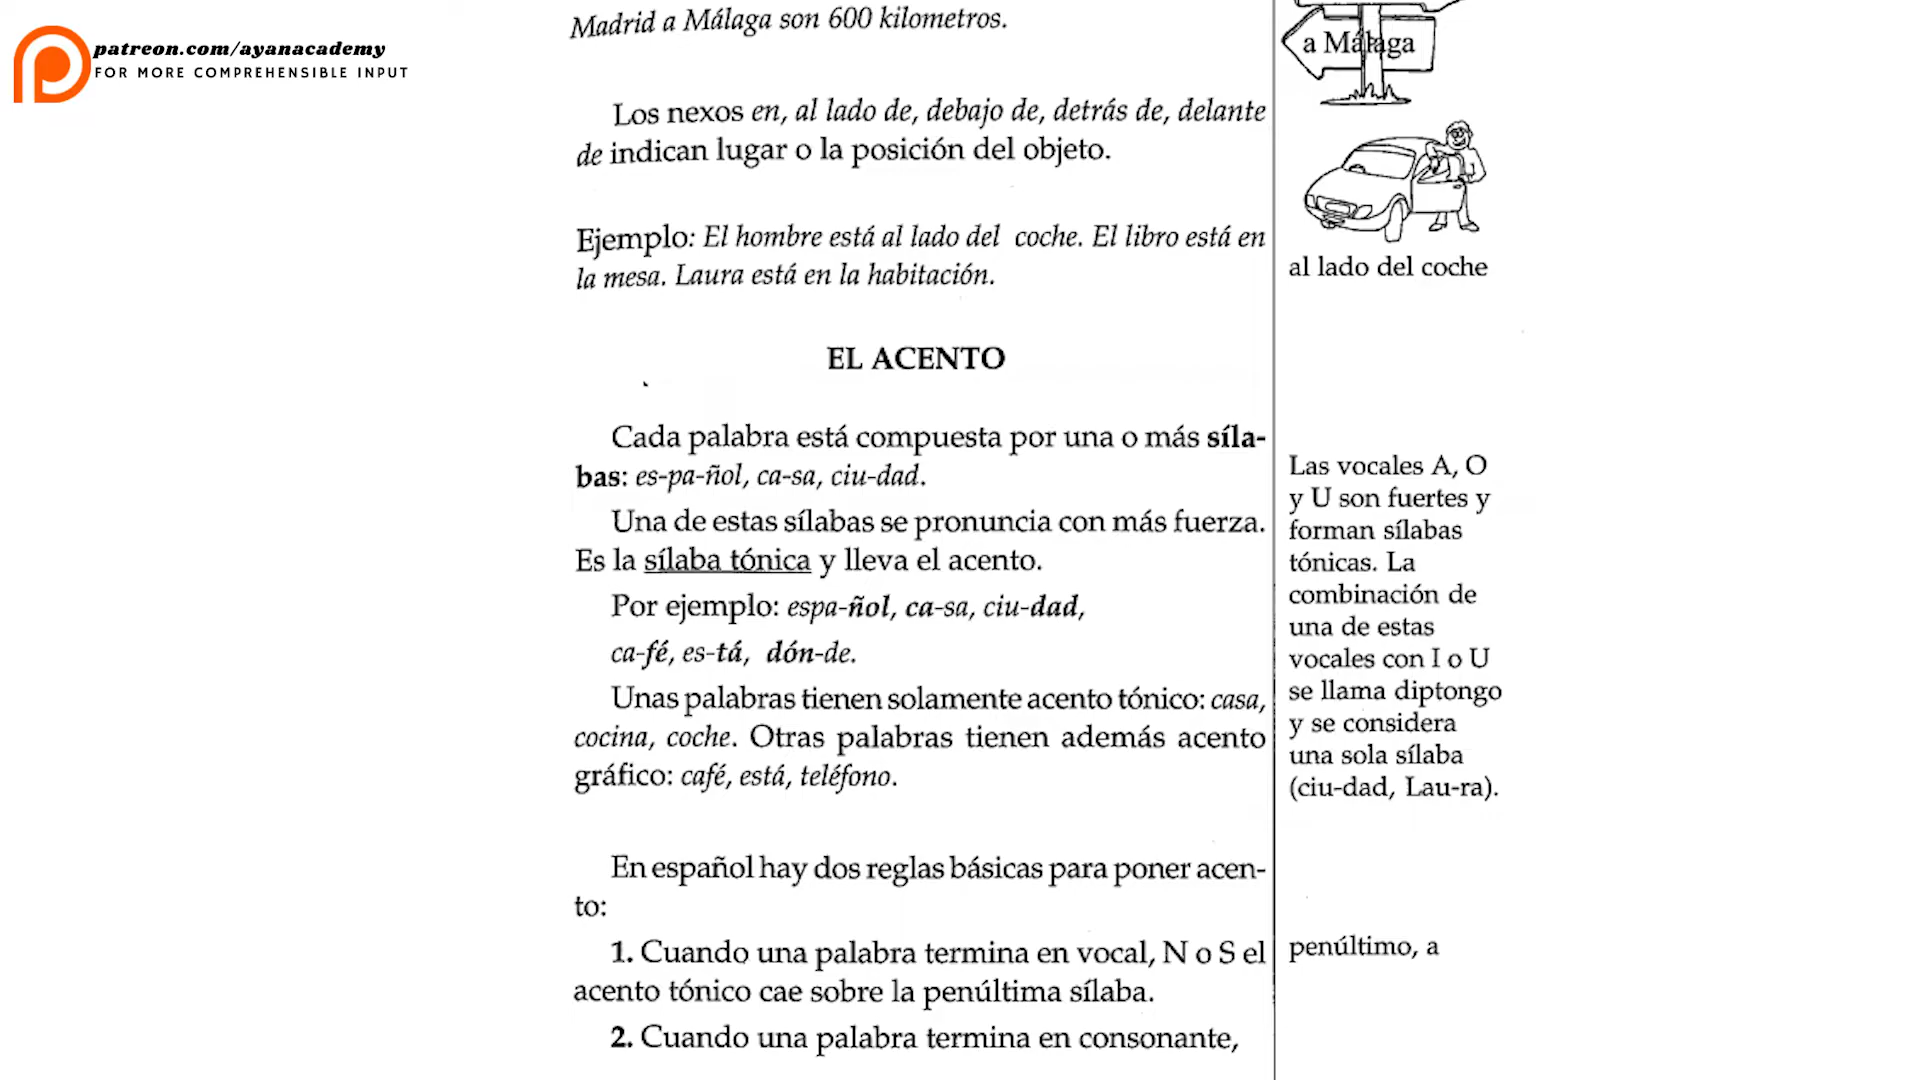 patreon.com/ayanacademy
FOR MORE COMPREHENSIBLE INPUT
Madrid a Málaga son 600 kilometros.
Los nexos en, al lado de, debajo de, detrás de, delante
de indican lugar o la posición del objeto.
Ejemplo: El hombre está al lado del coche. El libro está en
la mesa. Laura está en la habitación.
EL ACENTO
Cada palabra está compuesta por una o más síla-
bas: es-pa-ñol, ca-sa, ciu-dad.
Una de estas sílabas se pronuncia con más fuerza.
Es la sílaba tónica y lleva el acento.
Por ejemplo: espa-ñol, ca-sa, ciu-dad,
ca-fé, es-tá, dón-de.
Unas palabras tienen solamente acento tónico: casa,
cocina, coche. Otras palabras tienen además acento
gráfico: café, está, teléfono.
En español hay dos reglas básicas para poner acen-
to:
1. Cuando una palabra termina en vocal, N o S el
acento tónico cae sobre la penúltima sílaba.
2. Cuando una palabra termina en consonante,
a Málaga
al lado del coche
Las vocales A, O
y U son fuertes y
forman sílabas
tónicas. La
combinación de
una de estas
vocales con I o U
se llama diptongo
y se considera
una sola sílaba
(ciu-dad, Lau-ra).
penúltimo, a